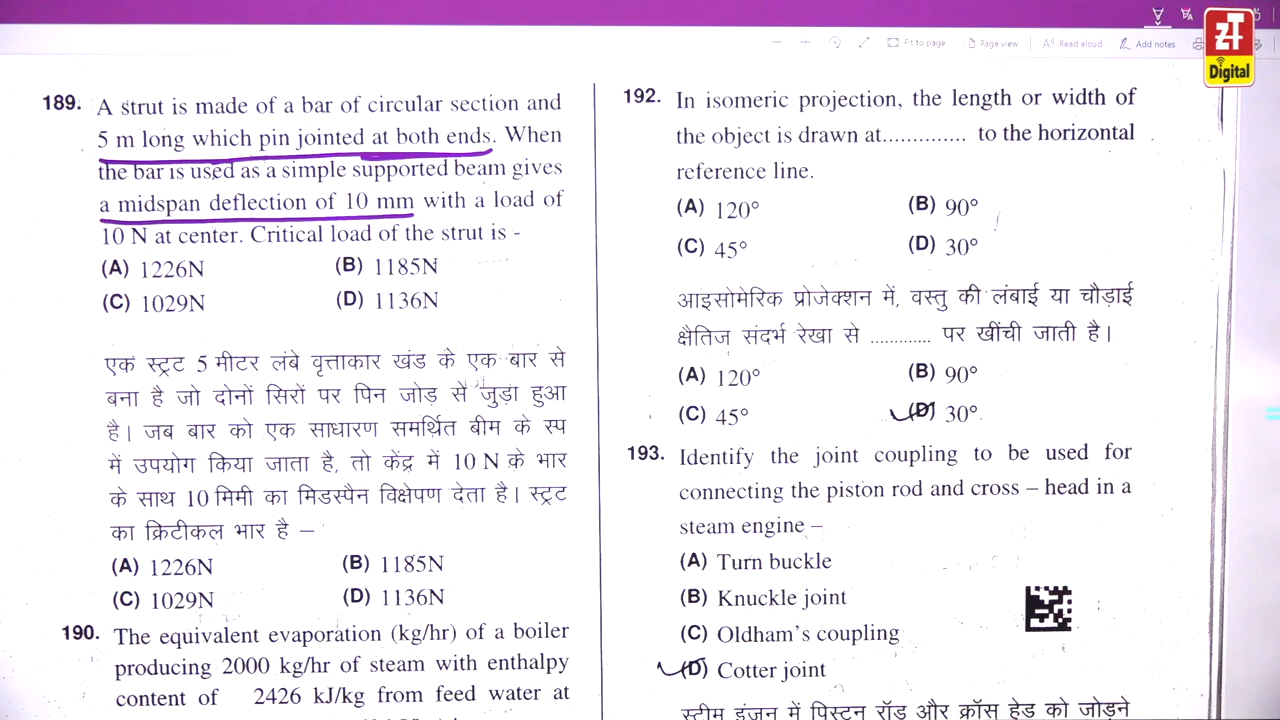 ZT
Digital
Fit to page
Page view
Read aloud
Add notes
189. A strut is made of a bar of circular section and
5 m long which pin jointed at both ends. When
the bar is used as a simple supported beam gives
a midspan deflection of 10 mm with a load of
10 N at center. Critical load of the strut is -
(A) 1226N (B) 1185N
(C) 1029N (D) 1136N
एक स्ट्रट 5 मीटर लंबे वृत्ताकार खंड के एक बार से
बना है जो दोनों सिरों पर पिन जोड़ से जुड़ा हुआ
है। जब बार को एक साधारण समर्थित बीम के रूप
में उपयोग किया जाता है, तो केंद्र में 10 N के भार
के साथ 10 मिमी का मिडस्पैन विक्षेपण देता है। स्ट्रट
का क्रिटीकल भार है –
(A) 1226N (B) 1185N
(C) 1029N (D) 1136N
190. The equivalent evaporation (kg/hr) of a boiler
producing 2000 kg/hr of steam with enthalpy
content of 2426 kJ/kg from feed water at
192. In isomeric projection, the length or width of
the object is drawn at.............. to the horizontal
reference line.
(A) 120° (B) 90°
(C) 45° (D) 30°
आइसोमेरिक प्रोजेक्शन में, वस्तु की लंबाई या चौड़ाई
क्षैतिज संदर्भ रेखा से ............. पर खींची जाती है।
(A) 120° (B) 90°
(C) 45° (D) 30°
193. Identify the joint coupling to be used for
connecting the piston rod and cross – head in a
steam engine –
(A) Turn buckle
(B) Knuckle joint
(C) Oldham's coupling
(D) Cotter joint
स्टीम इंजन में पिस्टन रॉड और क्रॉस हेड को जोड़ने